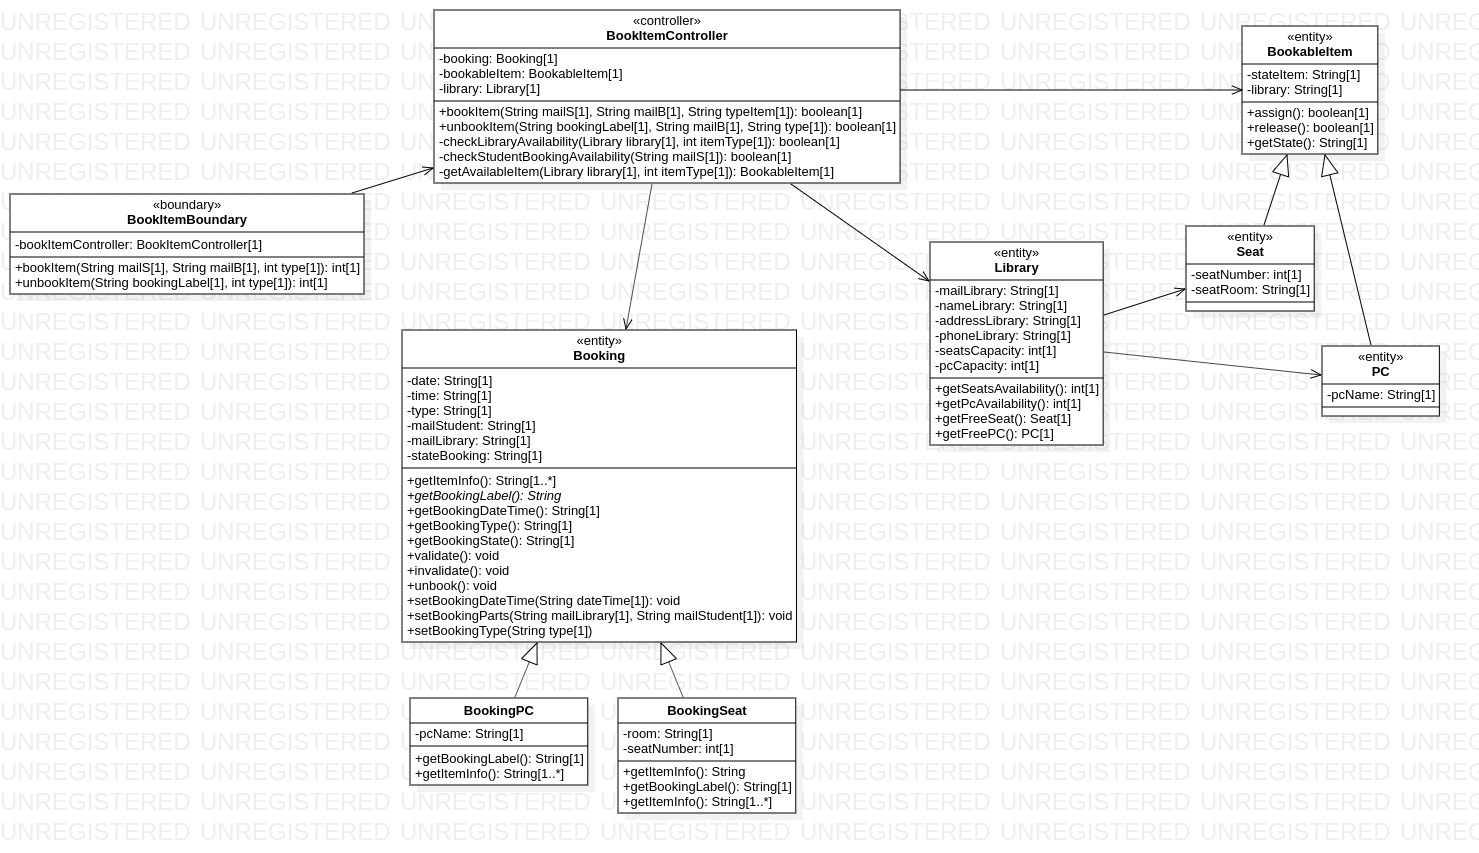 «controller»
BookItemController
-booking: Booking[1]
-bookableItem: BookableItem[1]
-library: Library[1]
+bookItem(String mailS[1], String mailB[1], String typeItem[1]): boolean[1]
+unbookItem(String bookingLabel[1], String mailB[1], String type[1]): boolean[1]
-checkLibraryAvailability(Library library[1], int itemType[1]): boolean[1]
-checkStudentBookingAvailability(String mailS[1]): boolean[1]
-getAvailableItem(Library library[1], int itemType[1]): BookableItem[1]
«entity»
BookableItem
-stateItem: String[1]
-library: String[1]
+assign(): boolean[1]
+release(): boolean[1]
+getState(): String[1]
«boundary»
BookItemBoundary
-bookItemController: BookItemController[1]
+bookItem(String mailS[1], String mailB[1], int type[1]): int[1]
+unbookItem(String bookingLabel[1], int type[1]): int[1]
«entity»
Library
-mailLibrary: String[1]
-nameLibrary: String[1]
-addressLibrary: String[1]
-phoneLibrary: String[1]
-seatsCapacity: int[1]
-pcCapacity: int[1]
+getSeatsAvailability(): int[1]
+getPcAvailability(): int[1]
+getFreeSeat(): Seat[1]
+getFreePC(): PC[1]
«entity»
Seat
-seatNumber: int[1]
-seatRoom: String[1]
«entity»
PC
-pcName: String[1]
«entity»
Booking
-date: String[1]
-time: String[1]
-type: String[1]
-mailStudent: String[1]
-mailLibrary: String[1]
-stateBooking: String[1]
+getItemInfo(): String[1..*]
+getBookingLabel(): String
+getBookingDateTime(): String[1]
+getBookingType(): String[1]
+getBookingState(): String[1]
+validate(): void
+invalidate(): void
+unbook(): void
+setBookingDateTime(String dateTime[1]): void
+setBookingParts(String mailLibrary[1], String mailStudent[1]): void
+setBookingType(String type[1])
BookingPC
-pcName: String[1]
+getBookingLabel(): String[1]
+getItemInfo(): String[1..*]
BookingSeat
-room: String[1]
-seatNumber: int[1]
+getItemInfo(): String
+getBookingLabel(): String[1]
+getItemInfo(): String[1..*]
UNREGISTERED